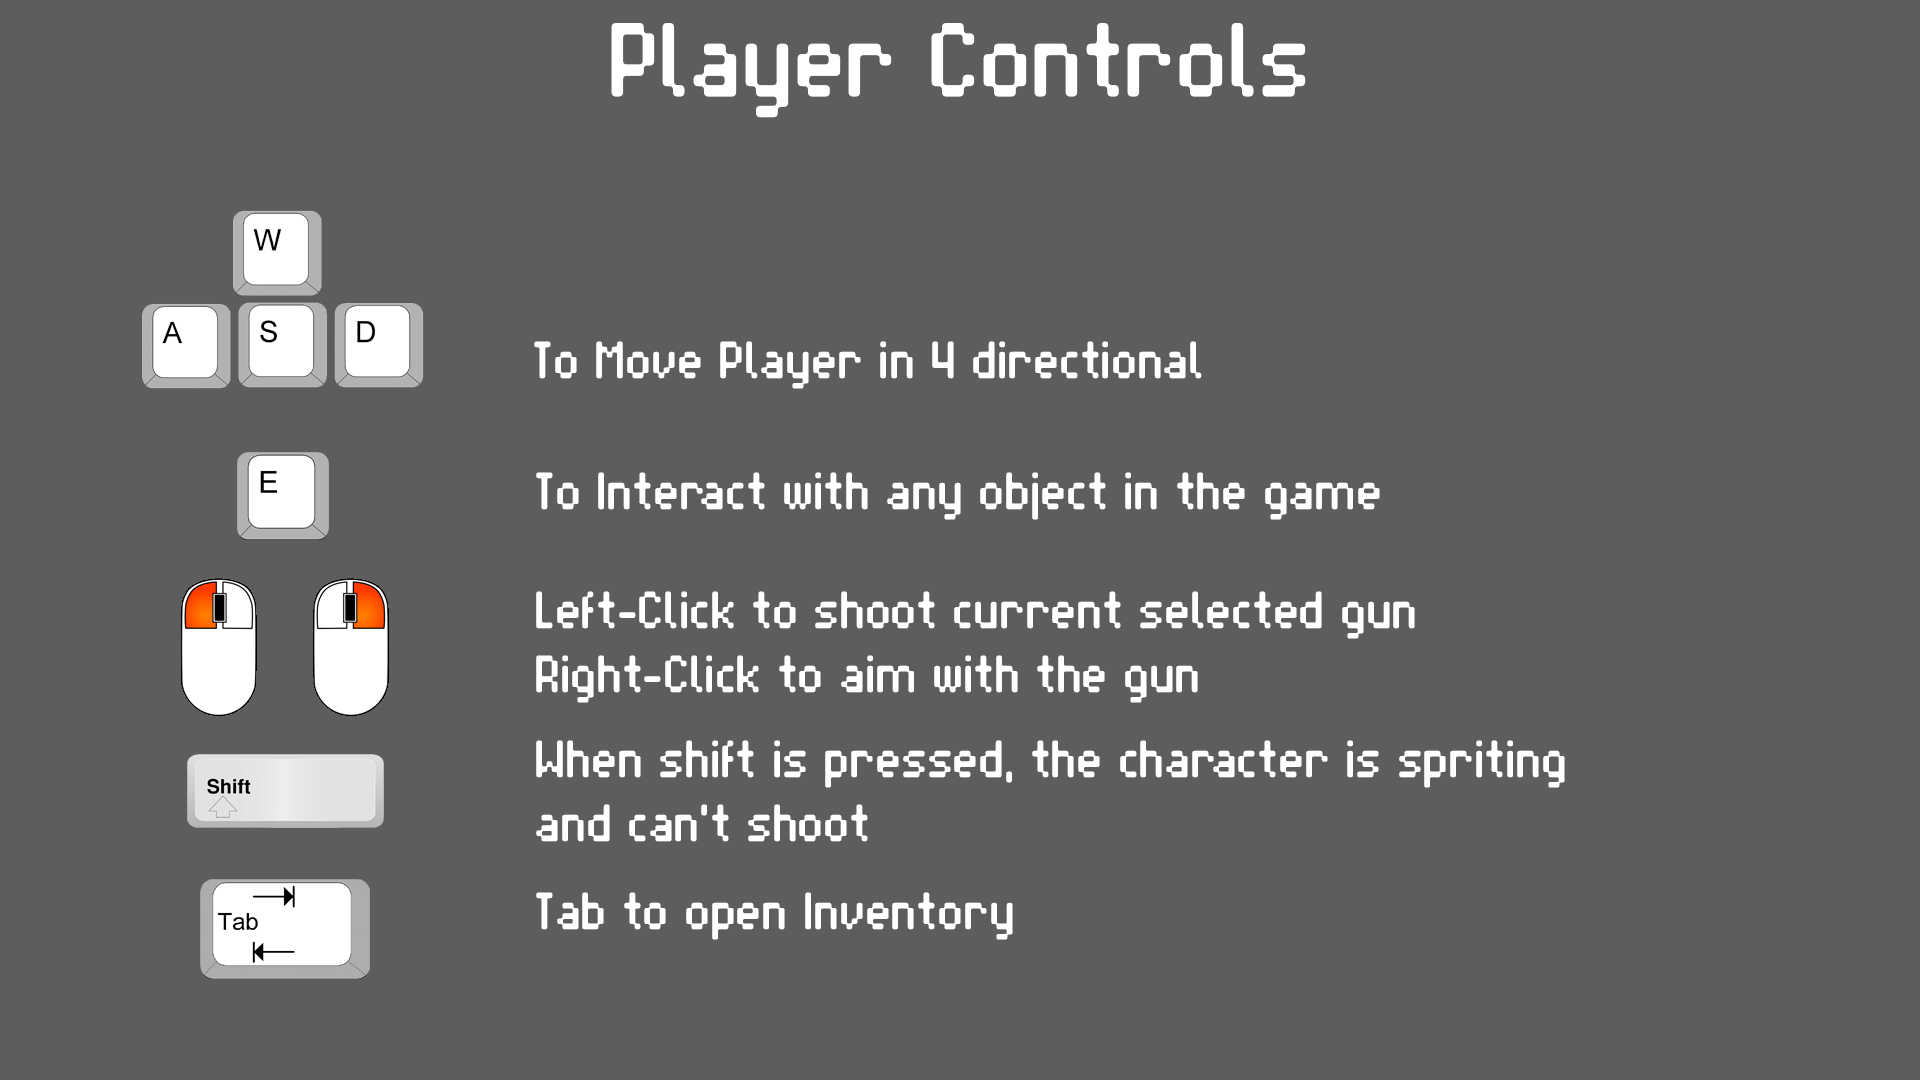 Player Controls
W
A S D
To Move Player in 4 directional
E
To Interact with any object in the game
Left-Click to shoot current selected gun
Right-Click to aim with the gun
Shift
When shift is pressed, the character is spriting
and can't shoot
Tab
Tab to open Inventory